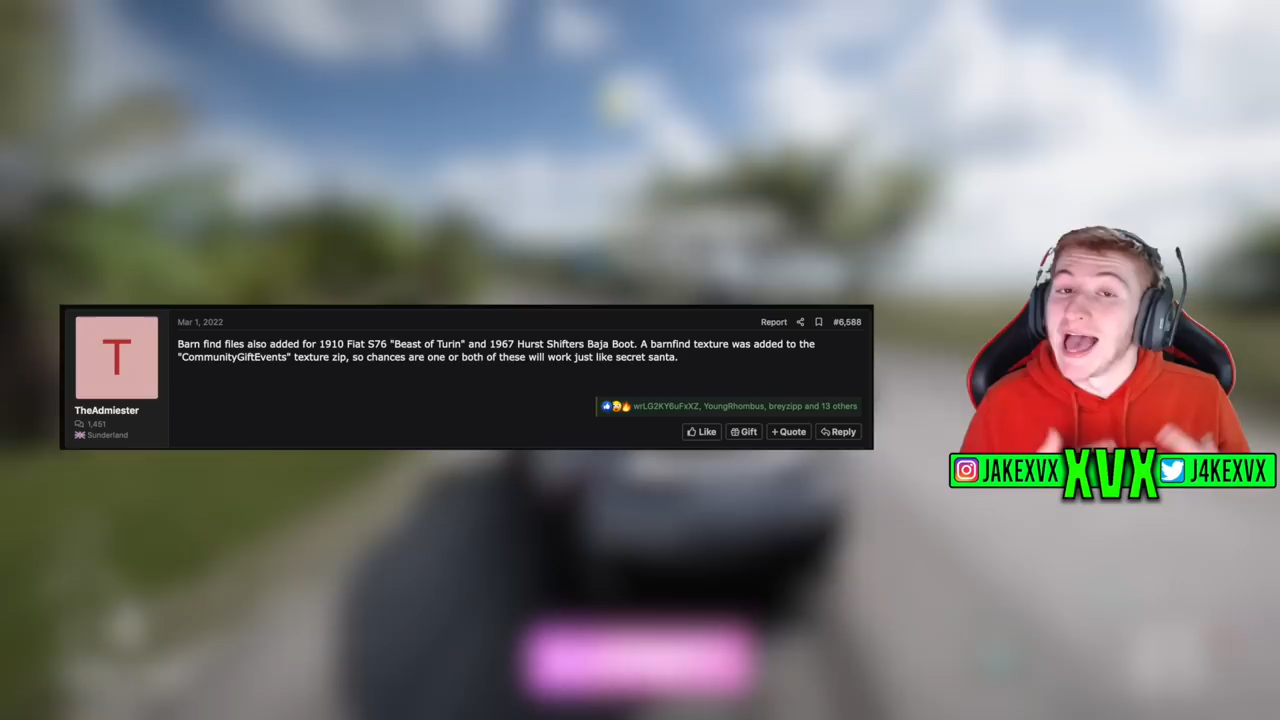 Mar 1, 2022
Report
#6,588
T
Barn find files also added for 1910 Fiat S76 "Beast of Turin" and 1967 Hurst Shifters Baja Boot. A barnfind texture was added to the
"CommunityGiftEvents" texture zip, so chances are one or both of these will work just like secret santa.
TheAdmiester
1,451
Sunderland
wrLG2KY6uFxXZ, YoungRhombus, breyzipp and 13 others
Like
Gift
+ Quote
Reply
JAKEXVX
XVX
J4KEXVX